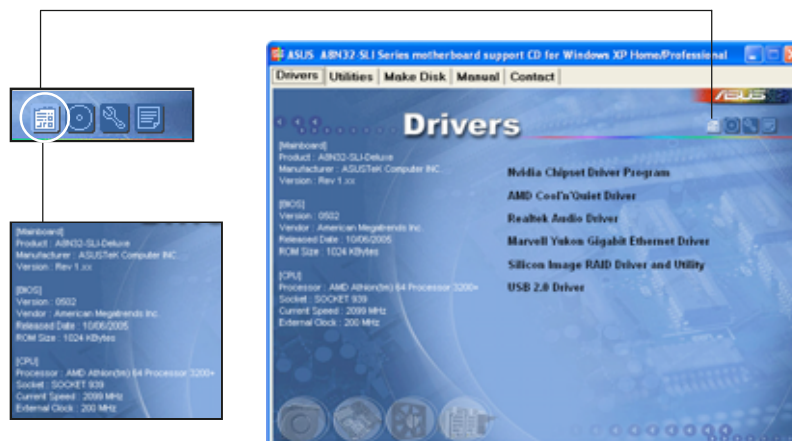 ASUS A8N32-SLI Series motherboard support CD for Windows XP Home/Professional
Drivers Utilities Make Disk Manual Contact
ASUS
Drivers
[Mainboard]
Product : A8N32-SLI-Deluxe
Manufacturer : ASUSTeK Computer INC.
Version : Rev 1.xx
[BIOS]
Version : 0502
Vendor : American Megatrends Inc.
Released Date : 10/06/2005
ROM Size : 1024 KBytes
[CPU]
Processor : AMD Athlon(tm) 64 Processor 3200+
Socket : SOCKET 939
Current Speed : 2099 MHz
External Clock : 200 MHz
Nvidia Chipset Driver Program
AMD Cool'n'Quiet Driver
Realtek Audio Driver
Marvell Yukon Gigabit Ethernet Driver
Silicon Image RAID Driver and Utility
USB 2.0 Driver
[Mainboard]
Product : A8N32-SLI-Deluxe
Manufacturer : ASUSTeK Computer INC.
Version : Rev 1.xx
[BIOS]
Version : 0502
Vendor : American Megatrends Inc.
Released Date : 10/06/2005
ROM Size : 1024 KBytes
[CPU]
Processor : AMD Athlon(tm) 64 Processor 3200+
Socket : SOCKET 939
Current Speed : 2099 MHz
External Clock : 200 MHz